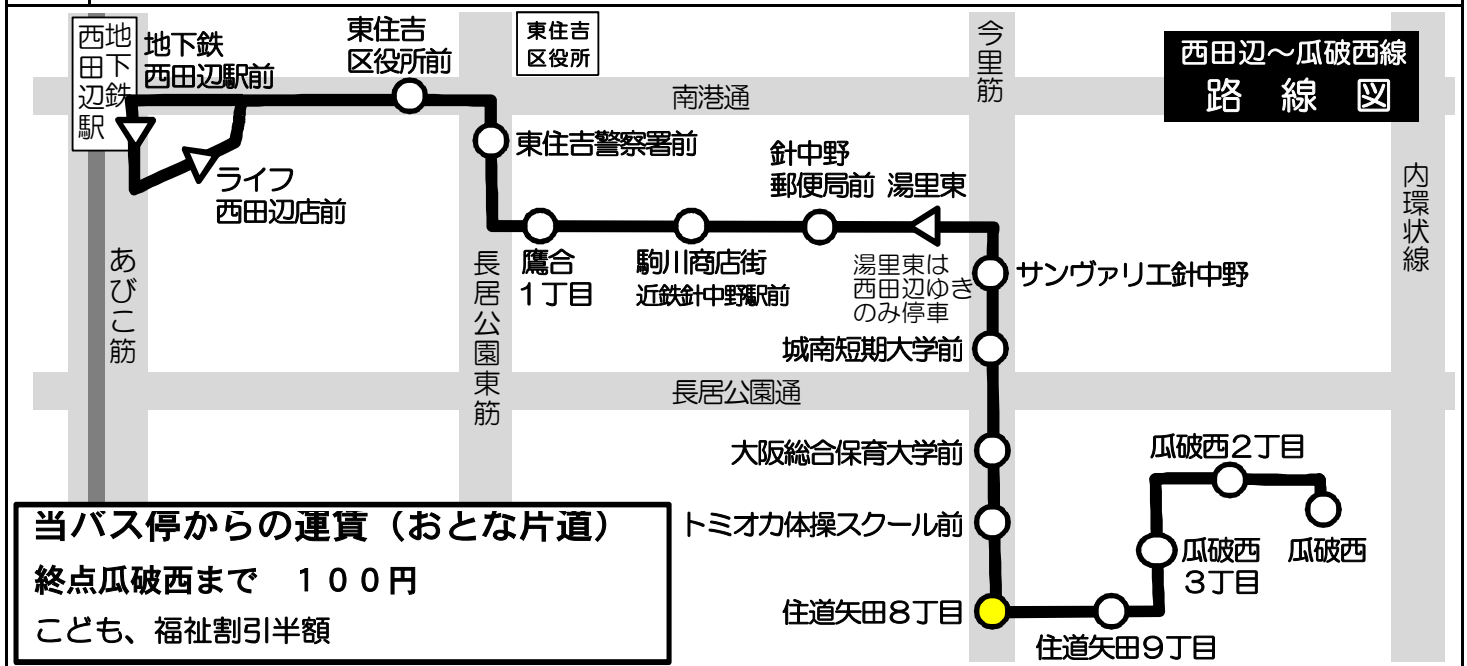 西田辺～瓜破西線
路線図
地下鉄
西田辺駅
地下鉄
西田辺駅前
東住吉
区役所前
東住吉
区役所
今里筋
南港通
東住吉警察署前
ライフ
西田辺店前
針中野
郵便局前
湯里東
内環状線
あびこ筋
長居公園東筋
鷹合
１丁目
駒川商店街
近鉄針中野駅前
湯里東は
西田辺ゆき
のみ停車
サンヴァリエ針中野
城南短期大学前
長居公園通
大阪総合保育大学前
トミオカ体操スクール前
住道矢田８丁目
住道矢田９丁目
瓜破西
３丁目
瓜破西２丁目
瓜破西
当バス停からの運賃（おとな片道）
終点瓜破西まで　１００円
こども、福祉割引半額